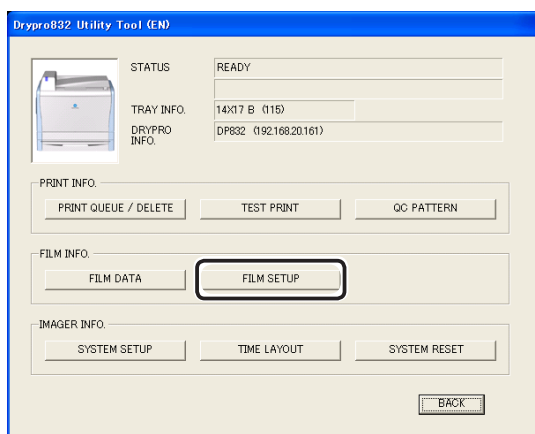 Drypro832 Utility Tool (EN)
STATUS READY
TRAY INFO. 14X17 B (115)
DRYPRO INFO. DP832 (192.168.20.161)
PRINT INFO.
PRINT QUEUE / DELETE TEST PRINT QC PATTERN
FILM INFO.
FILM DATA FILM SETUP
IMAGER INFO.
SYSTEM SETUP TIME LAYOUT SYSTEM RESET
BACK